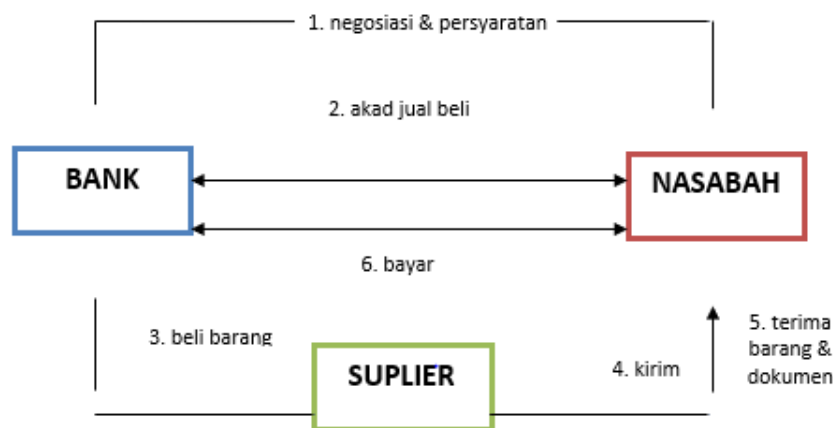 1. negosiasi & persyaratan
2. akad jual beli
BANK
NASABAH
6. bayar
3. beli barang
SUPLIER
4. kirim
5. terima
barang &
dokumen